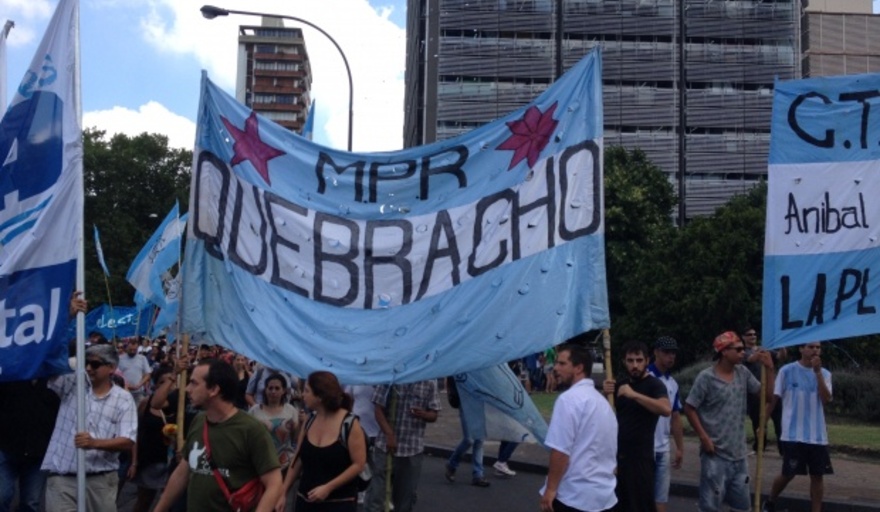 MPR
QUEBRACHO
C.T.
Anibal
LA PL
tal